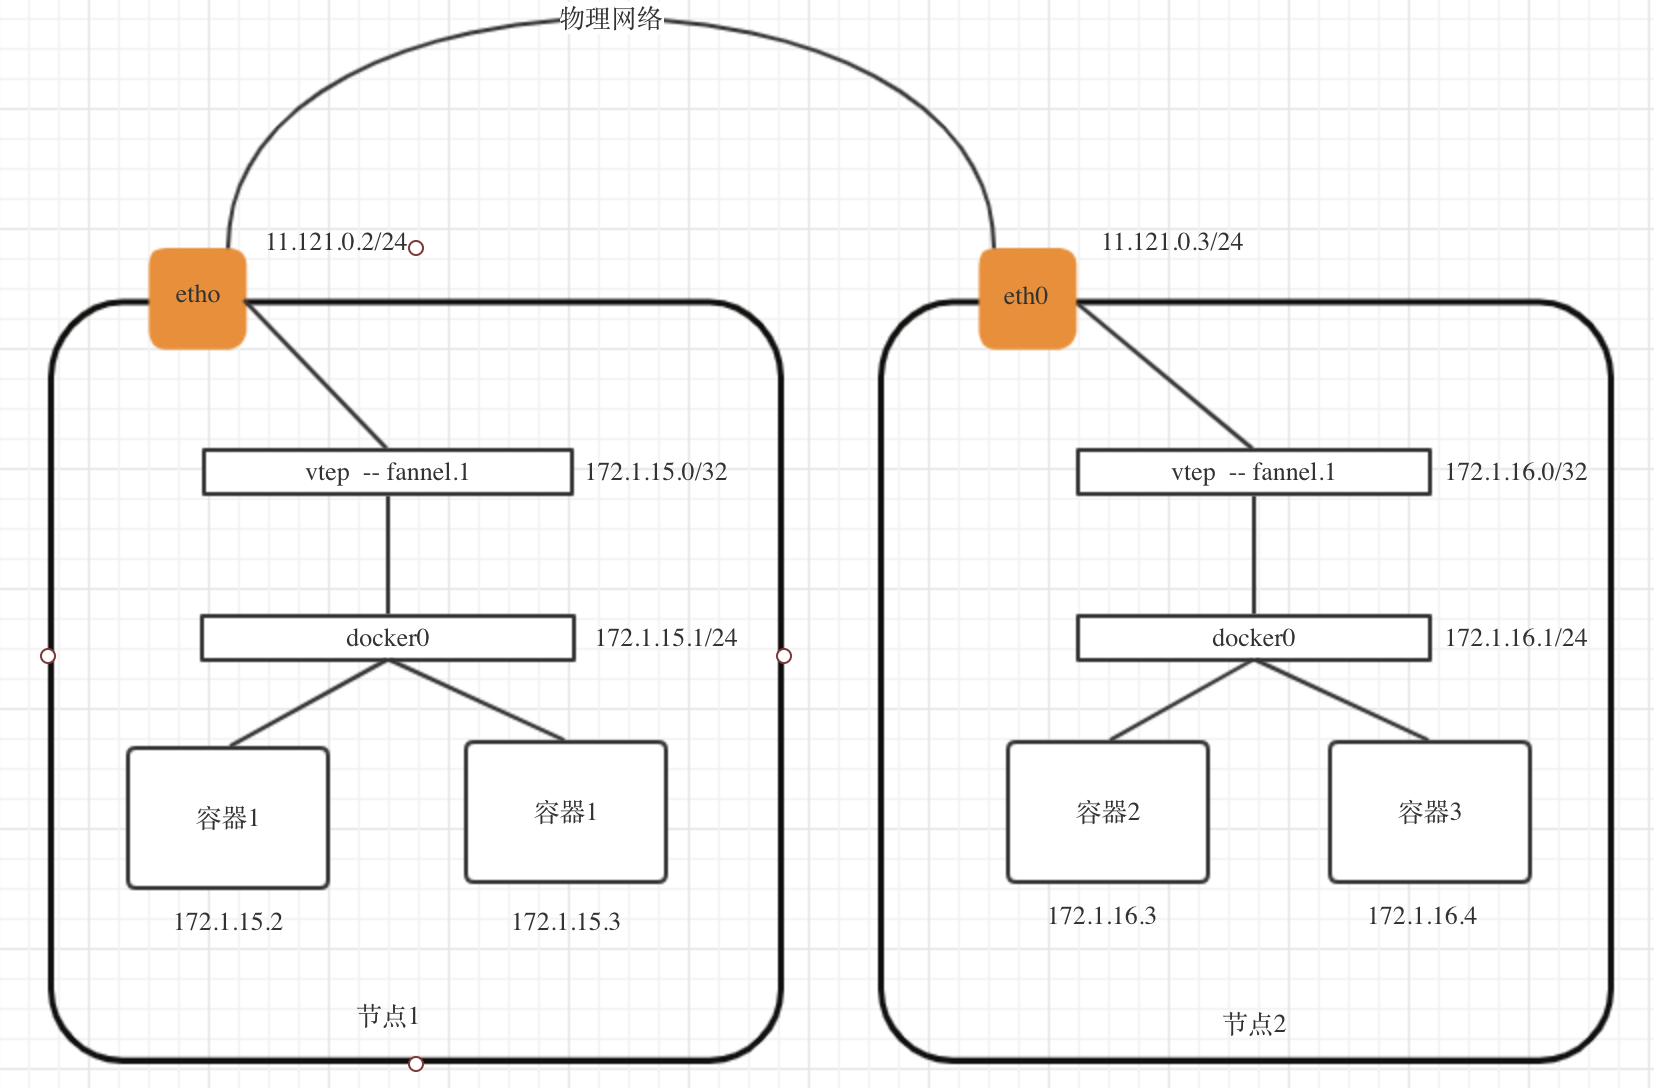 物理网络
11.121.0.2/24
11.121.0.3/24
etho
eth0
vtep -- fannel.1
172.1.15.0/32
vtep -- fannel.1
172.1.16.0/32
docker0
172.1.15.1/24
docker0
172.1.16.1/24
容器1
容器1
容器2
容器3
172.1.15.2
172.1.15.3
172.1.16.3
172.1.16.4
节点1
节点2